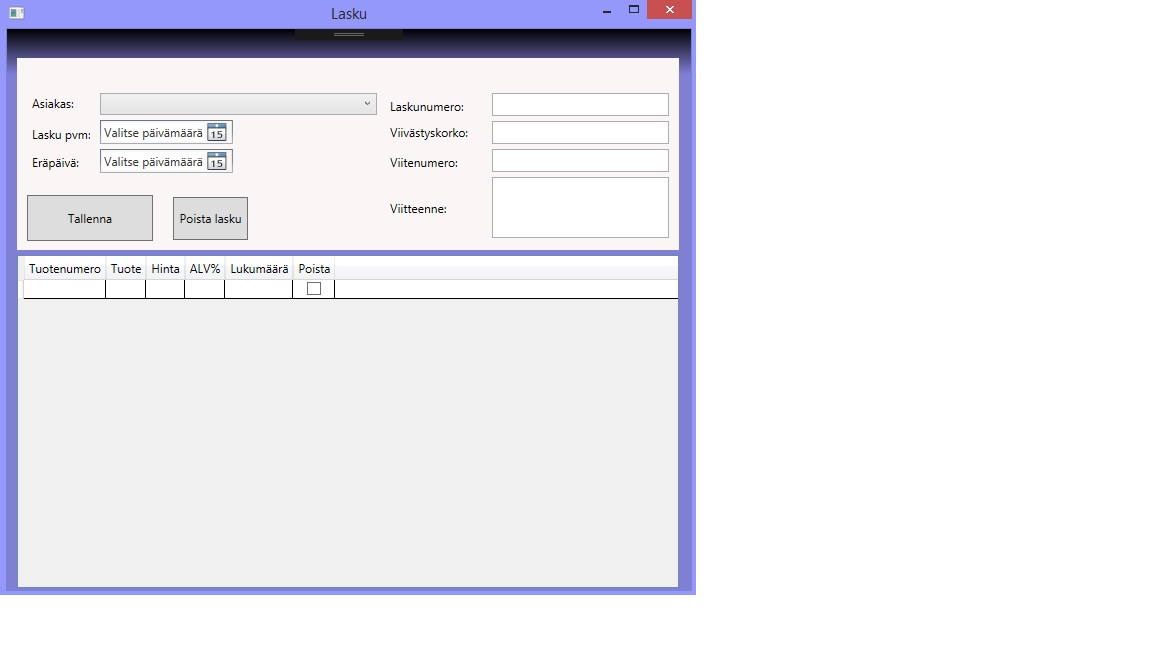 Lasku
Asiakas:
Laskunumero:
Lasku pvm: Valitse päivämäärä 15
Viivästyskorko:
Eräpäivä: Valitse päivämäärä 15
Viitenumero:
Tallenna
Poista lasku
Viitteenne:
Tuotenumero Tuote Hinta ALV% Lukumäärä Poista